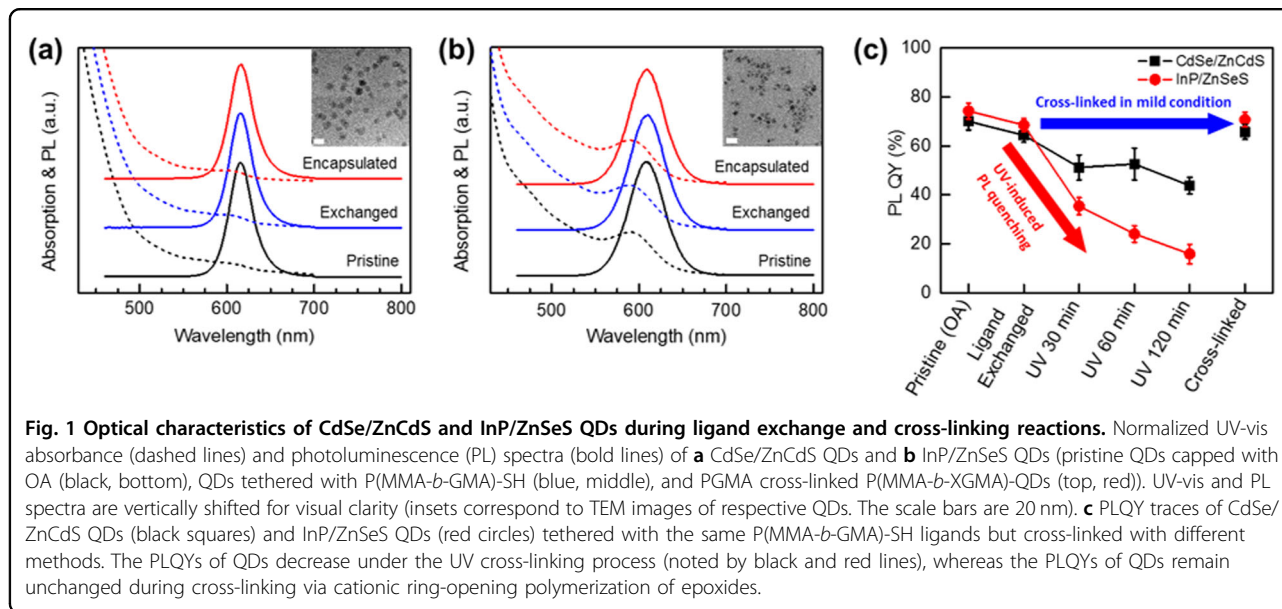 (a)
Absorption & PL (a.u.)
Encapsulated
Exchanged
Pristine
500 600 700 800
Wavelength (nm)
(b)
Absorption & PL (a.u.)
Encapsulated
Exchanged
Pristine
500 600 700 800
Wavelength (nm)
(c)
PL QY (%)
100
80
60
40
20
0
CdSe/ZnCdS
InP/ZnSeS
Cross-linked in mild condition
UV-induced
PL quenching
Pristine (OA)
Ligand
Exchanged
UV 30 min
UV 60 min
UV 120 min
Cross-linked
Fig. 1 Optical characteristics of CdSe/ZnCdS and InP/ZnSeS QDs during ligand exchange and cross-linking reactions. Normalized UV-vis
absorbance (dashed lines) and photoluminescence (PL) spectra (bold lines) of a CdSe/ZnCdS QDs and b InP/ZnSeS QDs (pristine QDs capped with
OA (black, bottom), QDs tethered with P(MMA-b-GMA)-SH (blue, middle), and PGMA cross-linked P(MMA-b-XGMA)-QDs (top, red)). UV-vis and PL
spectra are vertically shifted for visual clarity (insets correspond to TEM images of respective QDs. The scale bars are 20 nm). c PLQY traces of CdSe/
ZnCdS QDs (black squares) and InP/ZnSeS QDs (red circles) tethered with the same P(MMA-b-GMA)-SH ligands but cross-linked with different
methods. The PLQYs of QDs decrease under the UV cross-linking process (noted by black and red lines), whereas the PLQYs of QDs remain
unchanged during cross-linking via cationic ring-opening polymerization of epoxides.